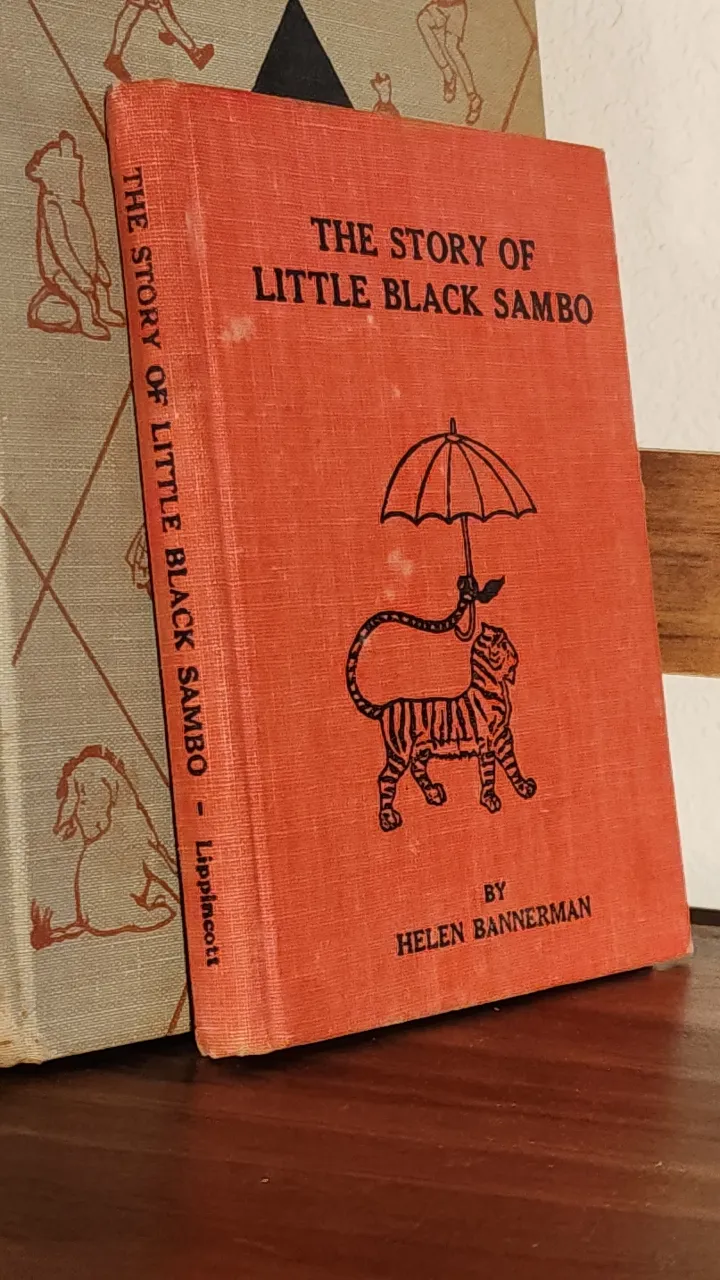 THE STORY OF LITTLE BLACK SAMBO - Lippincott
THE STORY OF
LITTLE BLACK SAMBO
BY
HELEN BANNERMAN